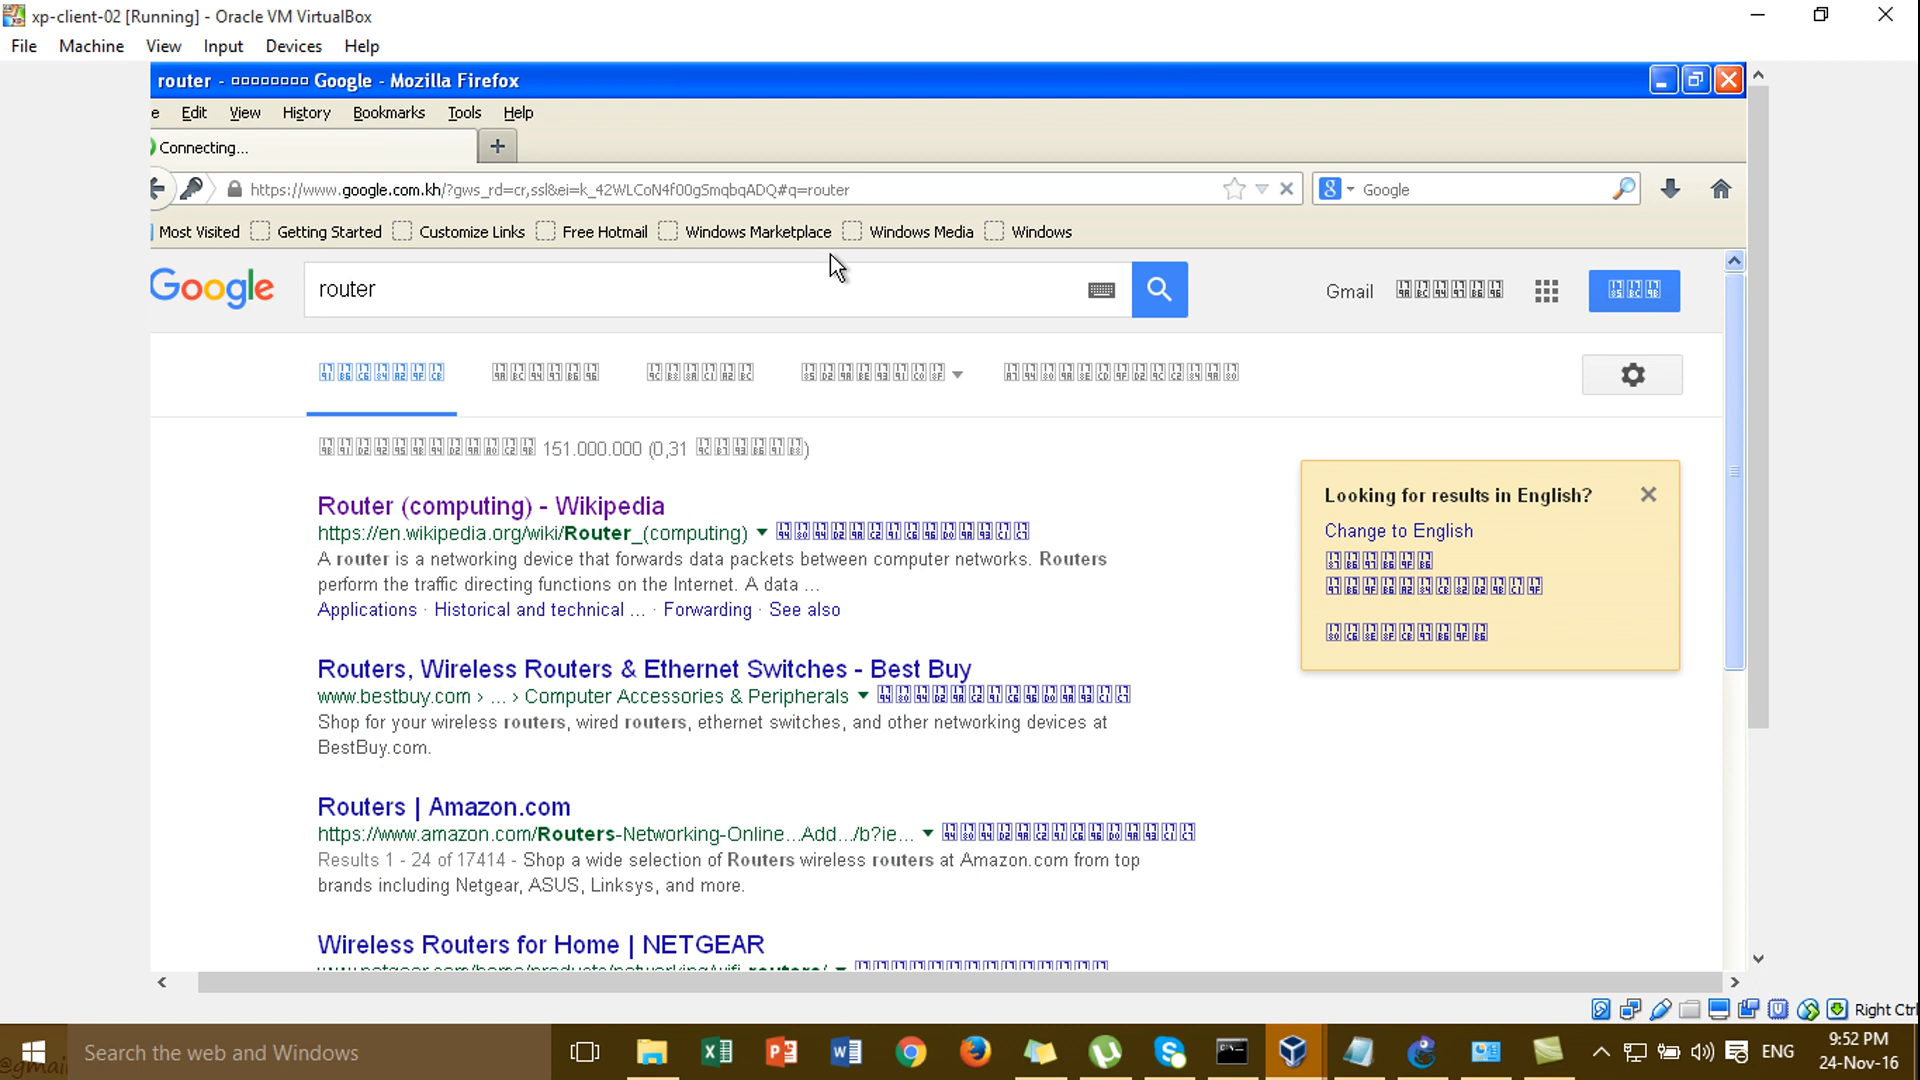 xp-client-02 [Running] - Oracle VM VirtualBox
File Machine View Input Devices Help
router - Google - Mozilla Firefox
Edit View History Bookmarks Tools Help
Connecting...
https://www.google.com.kh/?gws_rd=cr,ssl&ei=k_42WLCoN4f00gSmqbqADQ#q=router
Google
Most Visited Getting Started Customize Links Free Hotmail Windows Marketplace Windows Media Windows
Google
router
Gmail
151.000.000 (0,31 )
Router (computing) - Wikipedia
https://en.wikipedia.org/wiki/Router_(computing)
A router is a networking device that forwards data packets between computer networks. Routers
perform the traffic directing functions on the Internet. A data ...
Applications · Historical and technical ... · Forwarding · See also
Looking for results in English?
Change to English
Routers, Wireless Routers & Ethernet Switches - Best Buy
www.bestbuy.com › ... › Computer Accessories & Peripherals
Shop for your wireless routers, wired routers, ethernet switches, and other networking devices at
BestBuy.com.
Routers | Amazon.com
https://www.amazon.com/Routers-Networking-Online...Add.../b?ie...
Results 1 - 24 of 17414 - Shop a wide selection of Routers wireless routers at Amazon.com from top
brands including Netgear, ASUS, Linksys, and more.
Wireless Routers for Home | NETGEAR
Right Ctrl
Search the web and Windows
ENG
9:52 PM
24-Nov-16
@gmail